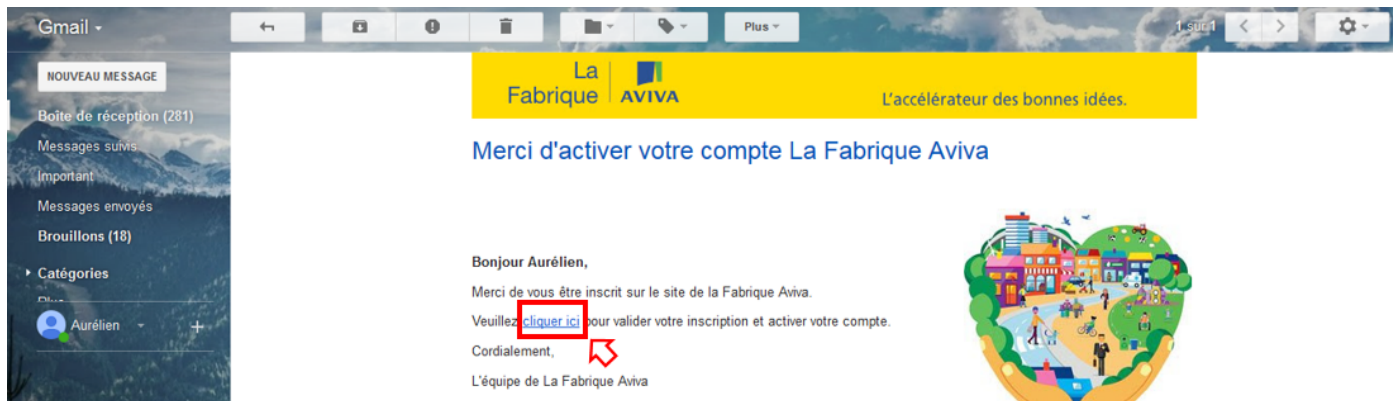 Gmail
Plus
1 sur 1
NOUVEAU MESSAGE
Boîte de réception (281)
Messages suivis
Important
Messages envoyés
Brouillons (18)
Catégories
Plus
Aurélien
La
Fabrique
AVIVA
L'accélérateur des bonnes idées.
Merci d'activer votre compte La Fabrique Aviva
Bonjour Aurélien,
Merci de vous être inscrit sur le site de la Fabrique Aviva.
Veuillez cliquer ici pour valider votre inscription et activer votre compte.
Cordialement,
L'équipe de La Fabrique Aviva